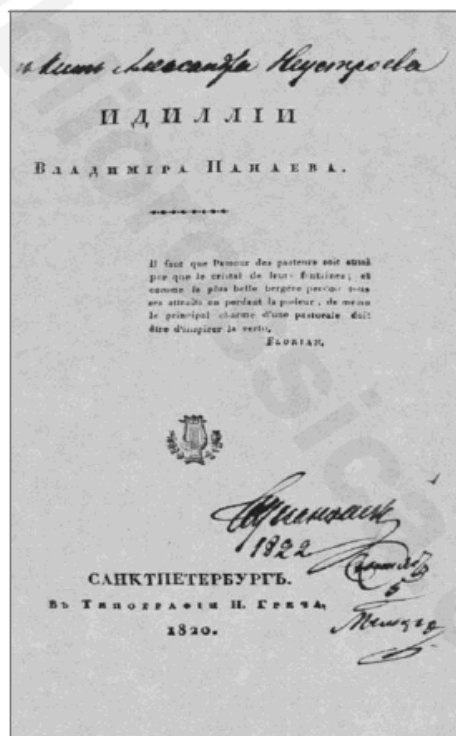 Александра Неустроева
ИДИЛЛIИ
ВЛАДИМIРА ПАНАЕВА.
Il faut que l'amour des pasteurs soit aussi
pur que le cristal de leurs fontaines; et
comme la plus belle bergère perdroit tous
ses attraits en perdant la pudeur, de même
le principal charme d'une pastorale doit
être d'inspirer la vertu.
FLORIAN.
1822
САНКТПЕТЕРБУРГЪ.
ВЪ ТИПОГРАФIИ Н. ГРЕЧА,
1820.